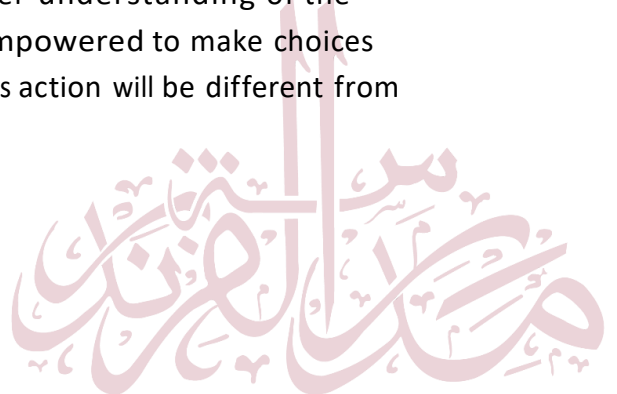 er understanding of the
mpowered to make choices
s action will be different from